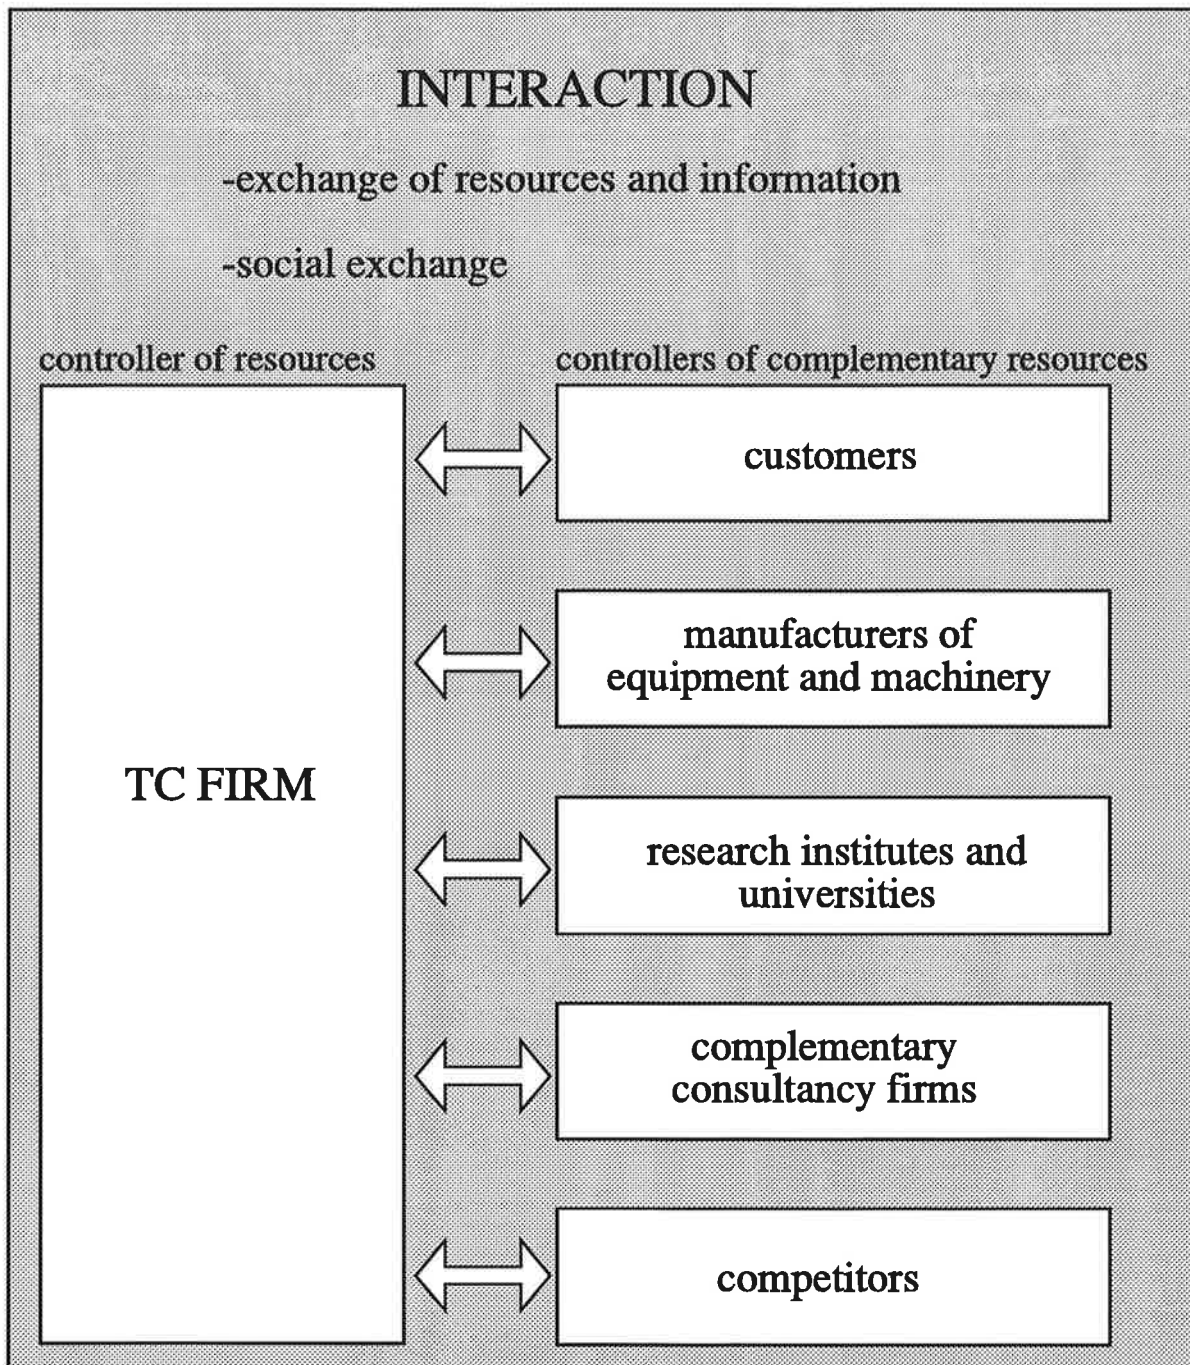 INTERACTION
-exchange of resources and information
-social exchange
controller of resources
controllers of complementary resources
customers
manufacturers of
equipment and machinery
TC FIRM
research institutes and
universities
complementary
consultancy firms
competitors